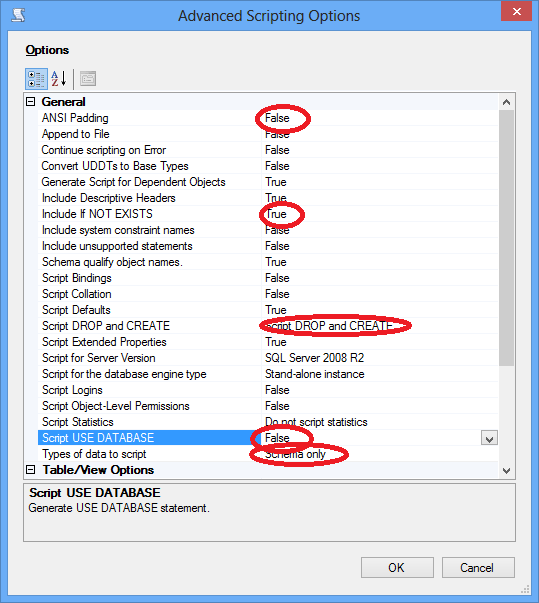 Advanced Scripting Options
Options
General
ANSI Padding False
Append to File False
Continue scripting on Error False
Convert UDDTs to Base Types False
Generate Script for Dependent Objects True
Include Descriptive Headers True
Include If NOT EXISTS True
Include system constraint names False
Include unsupported statements False
Schema qualify object names. True
Script Bindings False
Script Collation False
Script Defaults True
Script DROP and CREATE Script DROP and CREATE
Script Extended Properties True
Script for Server Version SQL Server 2008 R2
Script for the database engine type Stand-alone instance
Script Logins False
Script Object-Level Permissions False
Script Statistics Do not script statistics
Script USE DATABASE False
Types of data to script Schema only
Table/View Options
Script USE DATABASE
Generate USE DATABASE statement.
OK Cancel